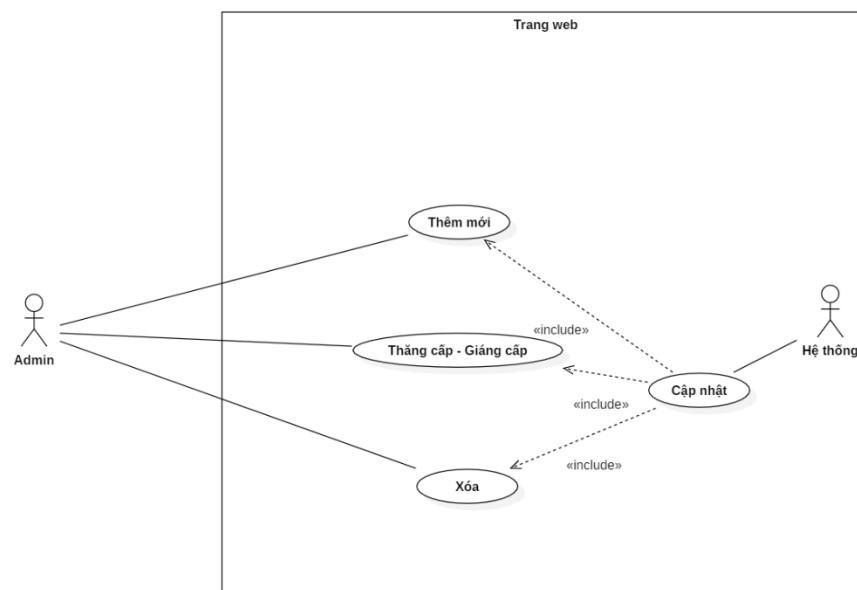 Trang web
Thêm mới
«include»
Admin
Thăng cấp - Giáng cấp
Hệ thống
Cập nhật
«include»
«include»
Xóa